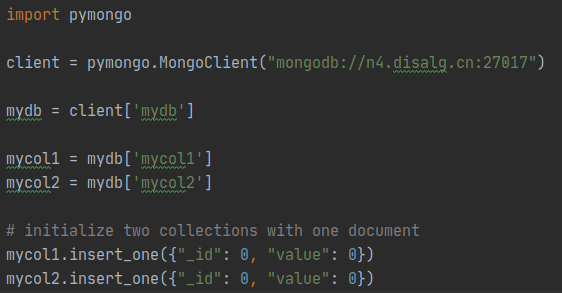 import pymongo
client = pymongo.MongoClient("mongodb://n4.disalg.cn:27017")
mydb = client['mydb']
mycol1 = mydb['mycol1']
mycol2 = mydb['mycol2']
# initialize two collections with one document
mycol1.insert_one({"_id": 0, "value": 0})
mycol2.insert_one({"_id": 0, "value": 0})